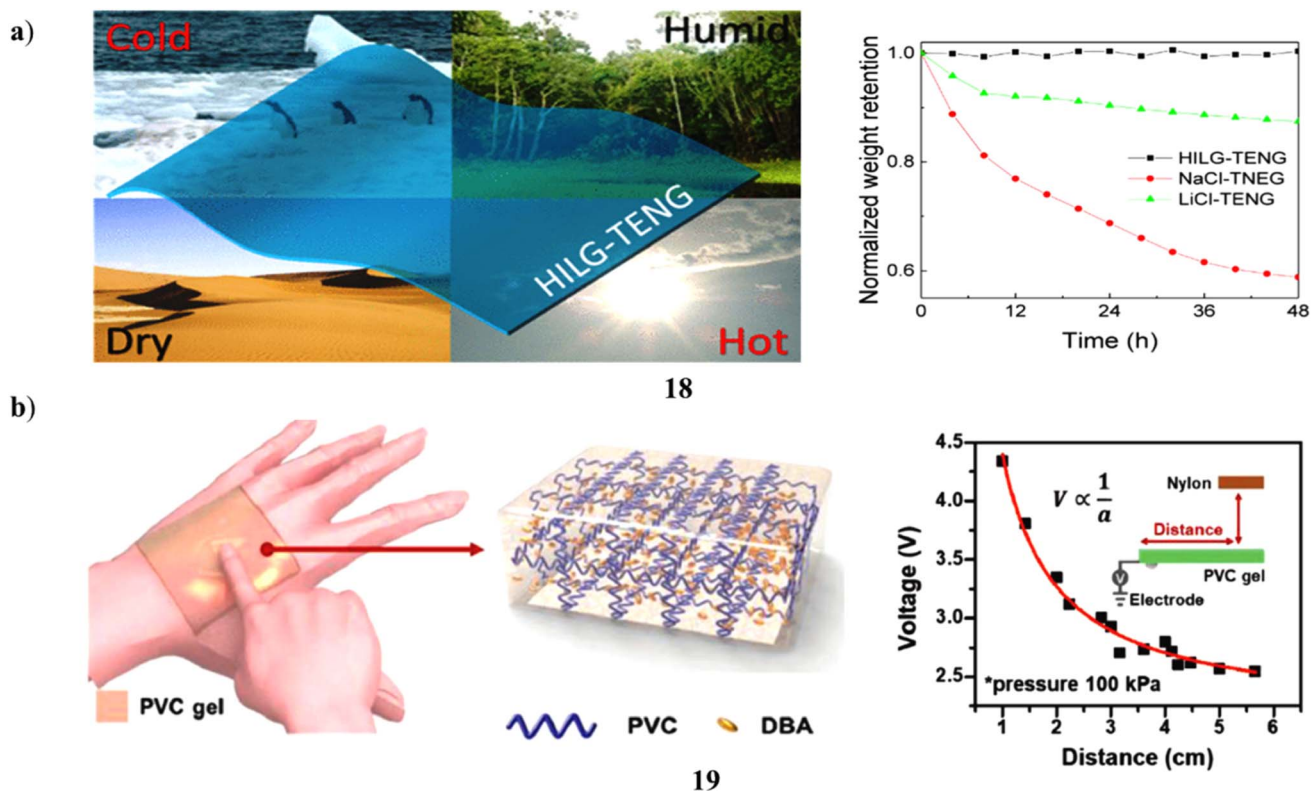 a)
Cold
Humid
Dry
Hot
HILG-TENG
Normalized weight retention
1.0
0.8
0.6
HILG-TENG
NaCl-TNEG
LiCl-TENG
0 12 24 36 48
Time (h)
18
b)
PVC gel
PVC DBA
Voltage (V)
4.5
4.0
3.5
3.0
2.5
V ∝ 1/a
Nylon
Distance
PVC gel
V
Electrode
*pressure 100 kPa
1 2 3 4 5 6
Distance (cm)
19